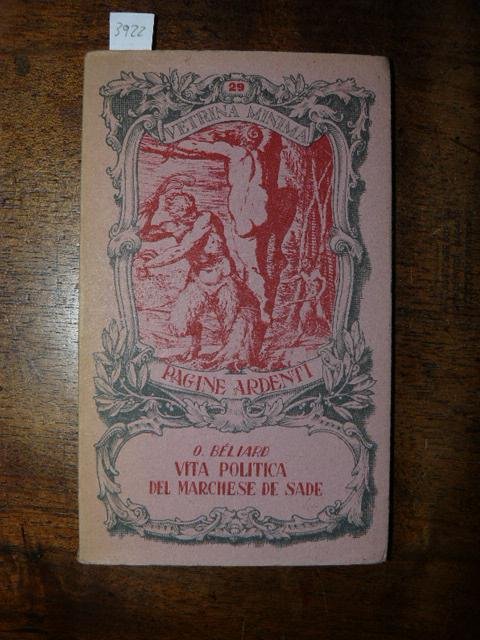 3922
29
VETRINA MINIMA
PAGINE ARDENTI
O. BÉLIARD
VITA POLITICA
DEL MARCHESE DE SADE